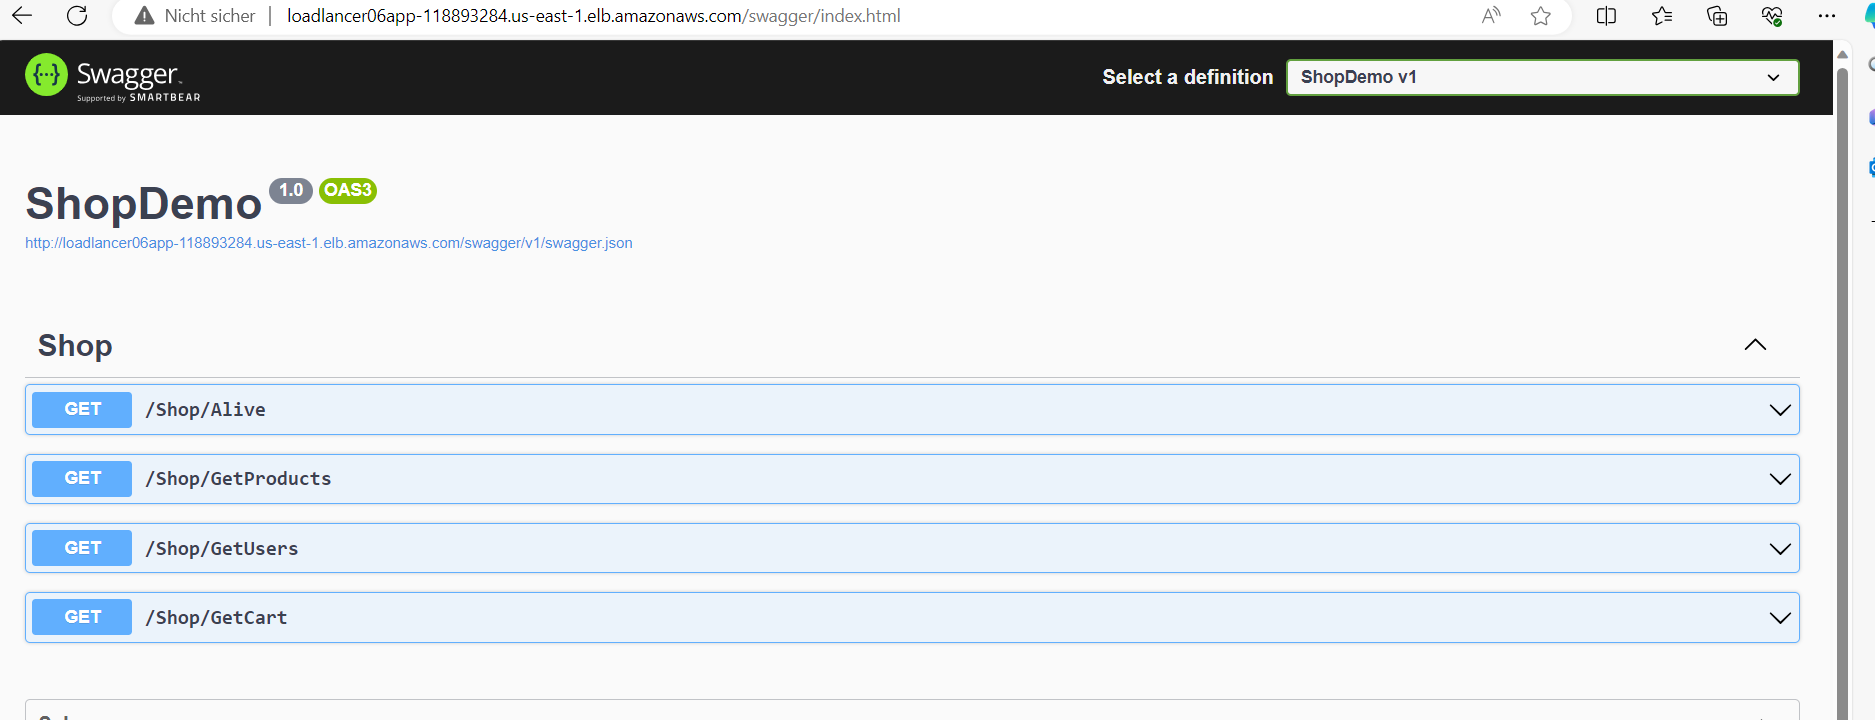 Nicht sicher | loadlancer06app-118893284.us-east-1.elb.amazonaws.com/swagger/index.html
Swagger
Supported by SMARTBEAR
Select a definition
ShopDemo v1
ShopDemo 1.0 OAS3
http://loadlancer06app-118893284.us-east-1.elb.amazonaws.com/swagger/v1/swagger.json
Shop
GET /Shop/Alive
GET /Shop/GetProducts
GET /Shop/GetUsers
GET /Shop/GetCart